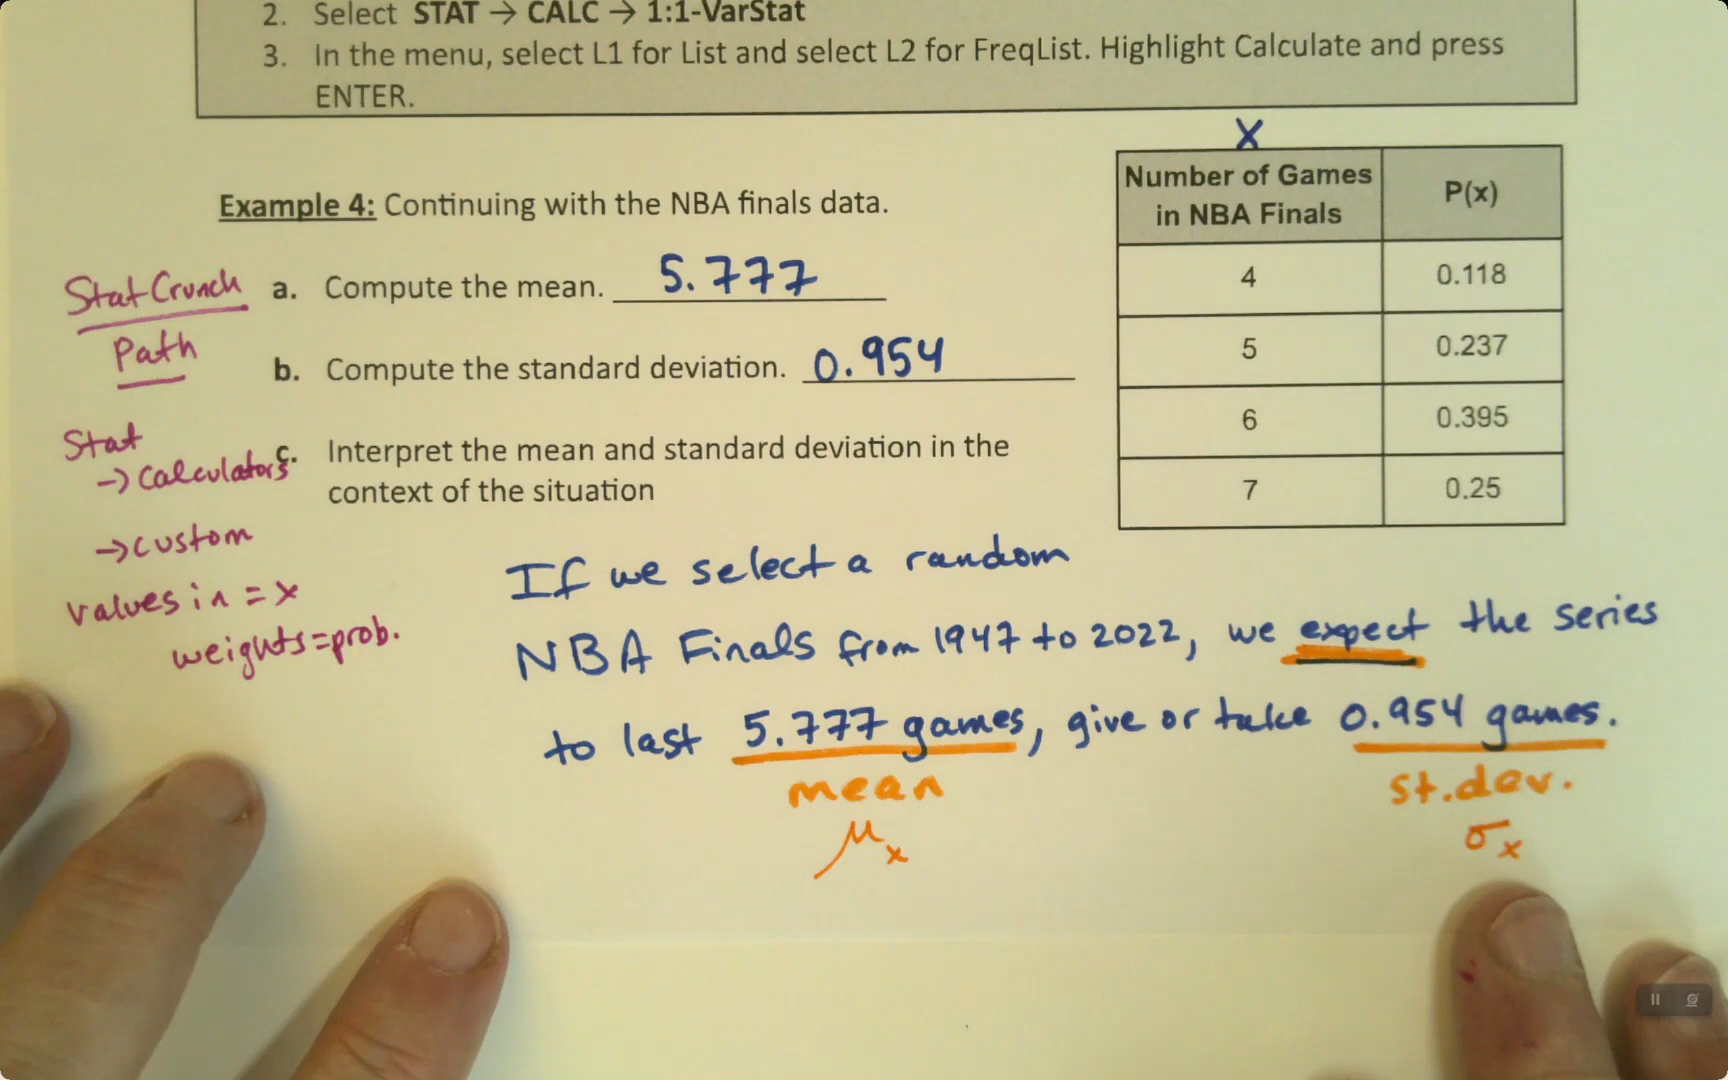 2. Select STAT → CALC → 1:1-VarStat
3. In the menu, select L1 for List and select L2 for FreqList. Highlight Calculate and press
ENTER.
Example 4: Continuing with the NBA finals data.
a. Compute the mean. 5.777
b. Compute the standard deviation. 0.954
c. Interpret the mean and standard deviation in the
context of the situation
X
Number of Games
in NBA Finals
P(x)
4 0.118
5 0.237
6 0.395
7 0.25
StatCrunch
Path
Stat
→ Calculators
→ custom
values in = x
weights = prob.
If we select a random
NBA Finals from 1947 to 2022, we expect the series
to last 5.777 games, give or take 0.954 games.
mean
μx
st.dev.
σx